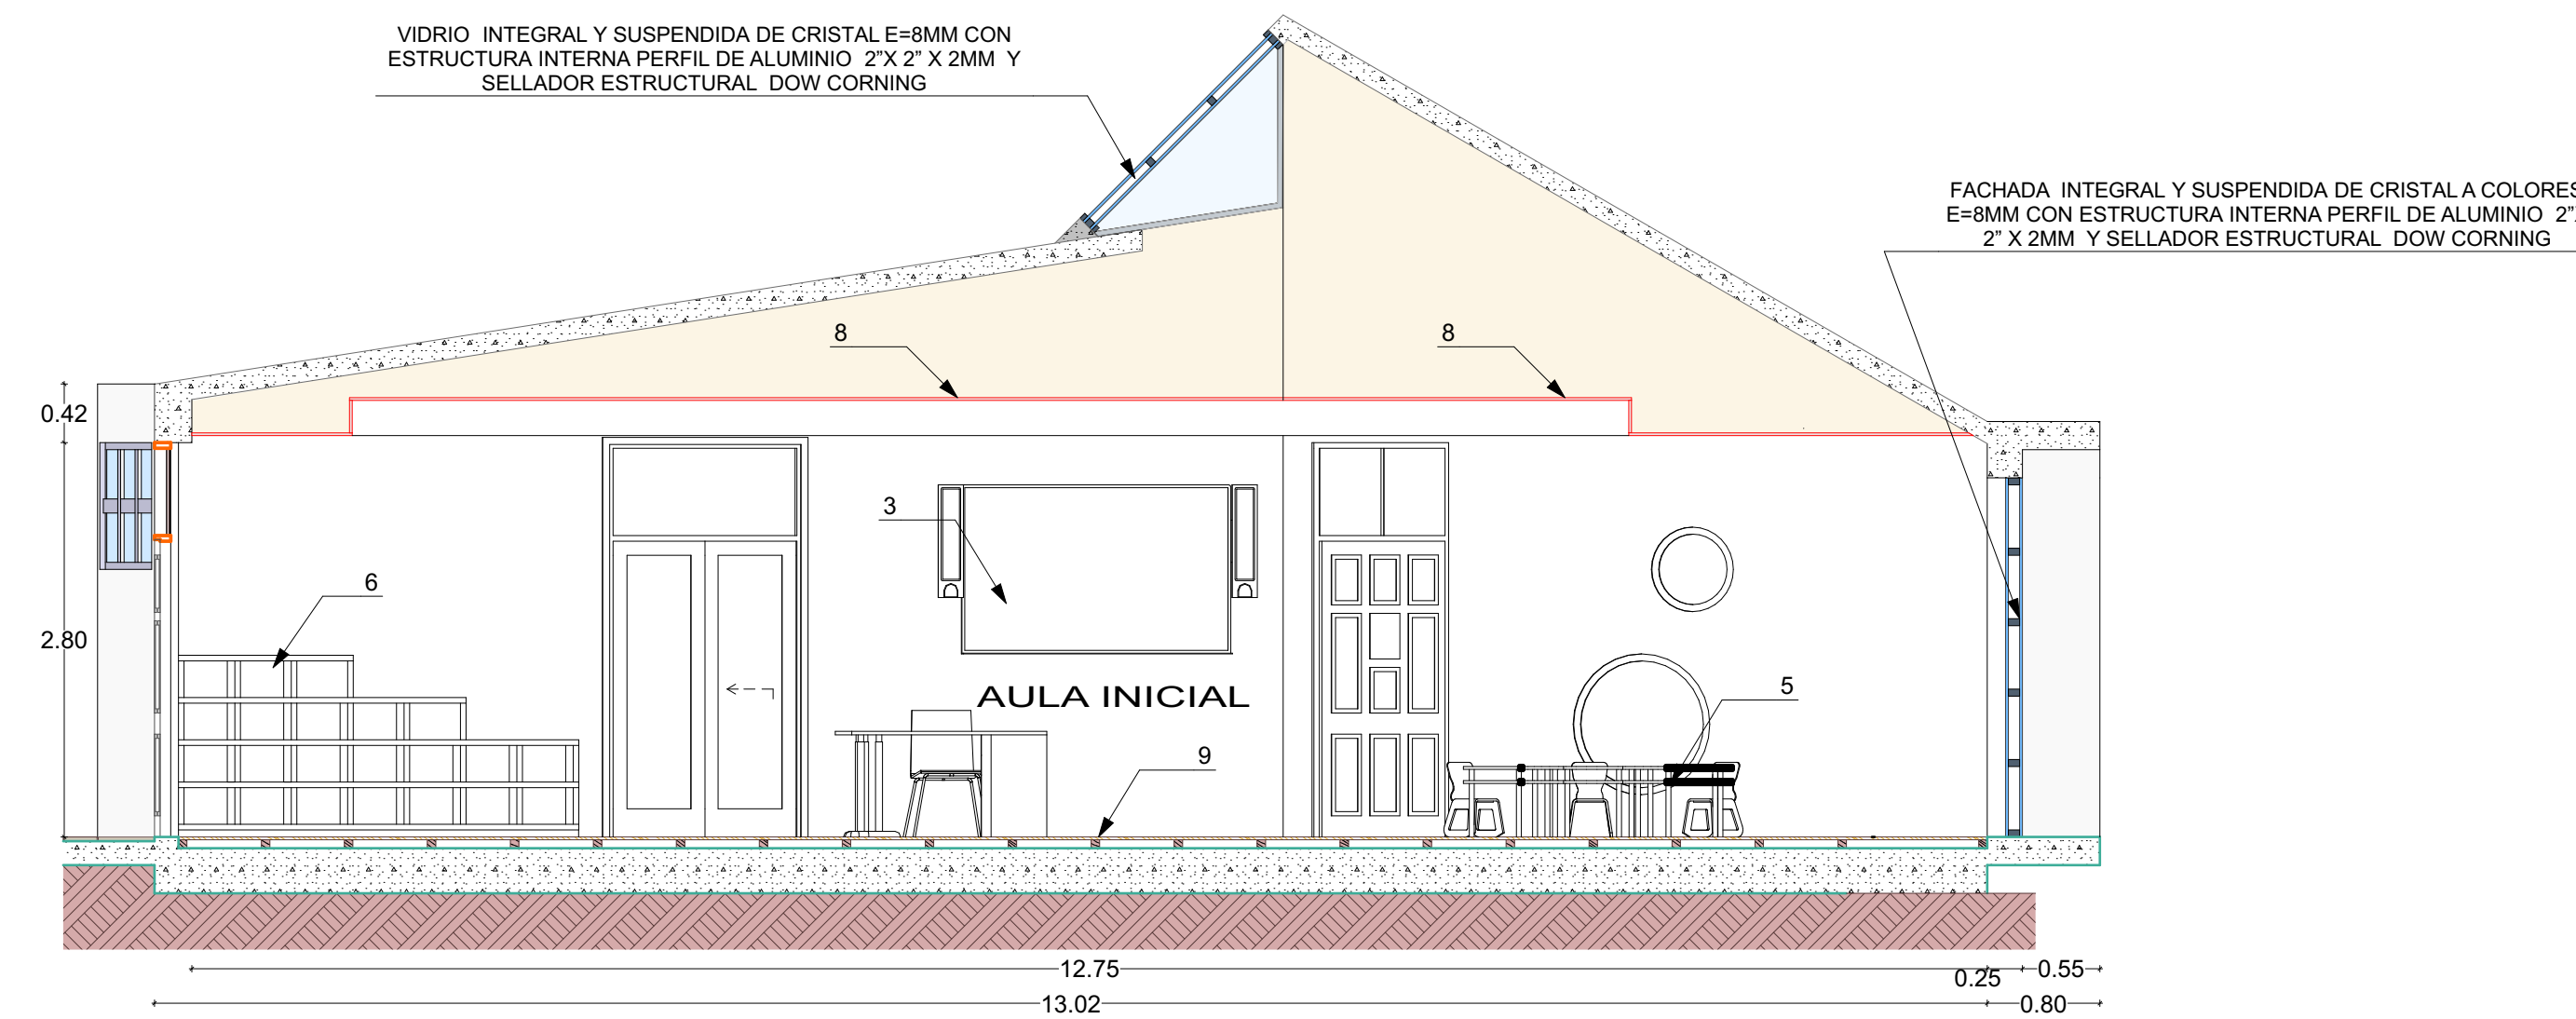 VIDRIO INTEGRAL Y SUSPENDIDA DE CRISTAL E=8MM CON
ESTRUCTURA INTERNA PERFIL DE ALUMINIO 2”X 2” X 2MM Y
SELLADOR ESTRUCTURAL DOW CORNING
FACHADA INTEGRAL Y SUSPENDIDA DE CRISTAL A COLORES
E=8MM CON ESTRUCTURA INTERNA PERFIL DE ALUMINIO 2”X
2” X 2MM Y SELLADOR ESTRUCTURAL DOW CORNING
8
8
0.42
3
6
2.80
AULA INICIAL
5
9
12.75
0.25
0.55
13.02
0.80